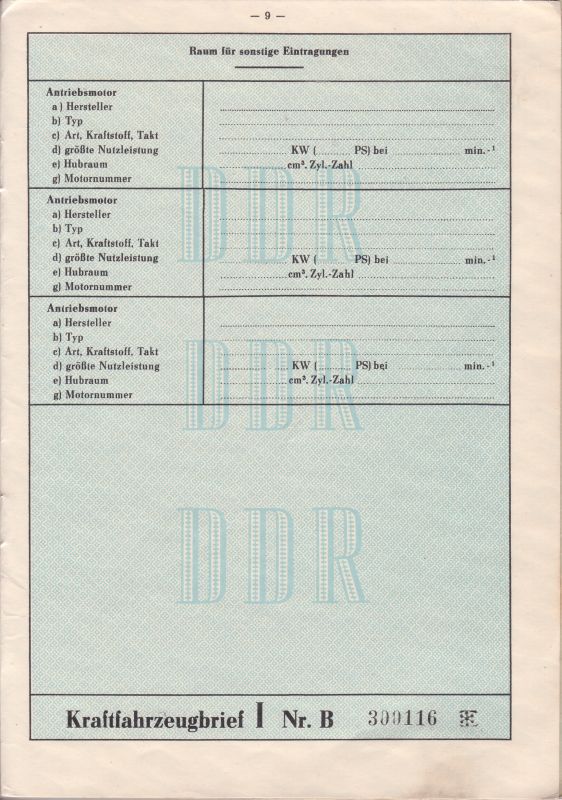 — 9 —
Raum für sonstige Eintragungen
Antriebsmotor
a) Hersteller
b) Typ
c) Art, Kraftstoff, Takt
d) größte Nutzleistung KW ( PS) bei min.-¹
e) Hubraum cm³. Zyl.-Zahl
g) Motornummer
Antriebsmotor
a) Hersteller
b) Typ
c) Art, Kraftstoff, Takt
d) größte Nutzleistung KW ( PS) bei min.-¹
e) Hubraum cm³. Zyl.-Zahl
g) Motornummer
Antriebsmotor
a) Hersteller
b) Typ
c) Art, Kraftstoff, Takt
d) größte Nutzleistung KW ( PS) bei min.-¹
e) Hubraum cm³. Zyl.-Zahl
g) Motornummer
DDR
DDR
DDR
Kraftfahrzeugbrief I Nr. B 300116